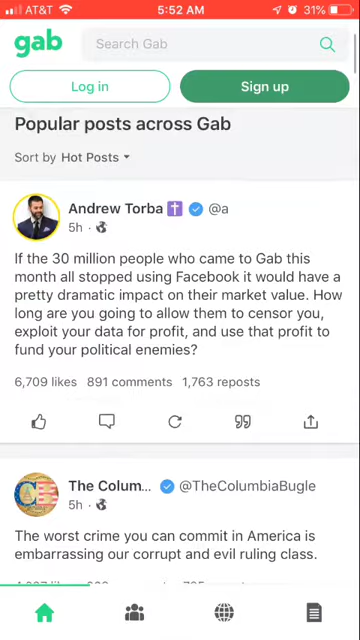 AT&T 5:52 AM 31%
gab Search Gab
Log in Sign up
Popular posts across Gab
Sort by Hot Posts
Andrew Torba @a
5h ·
If the 30 million people who came to Gab this
month all stopped using Facebook it would have a
pretty dramatic impact on their market value. How
long are you going to allow them to censor you,
exploit your data for profit, and use that profit to
fund your political enemies?
6,709 likes 891 comments 1,763 reposts
The Colum... @TheColumbiaBugle
5h ·
The worst crime you can commit in America is
embarrassing our corrupt and evil ruling class.